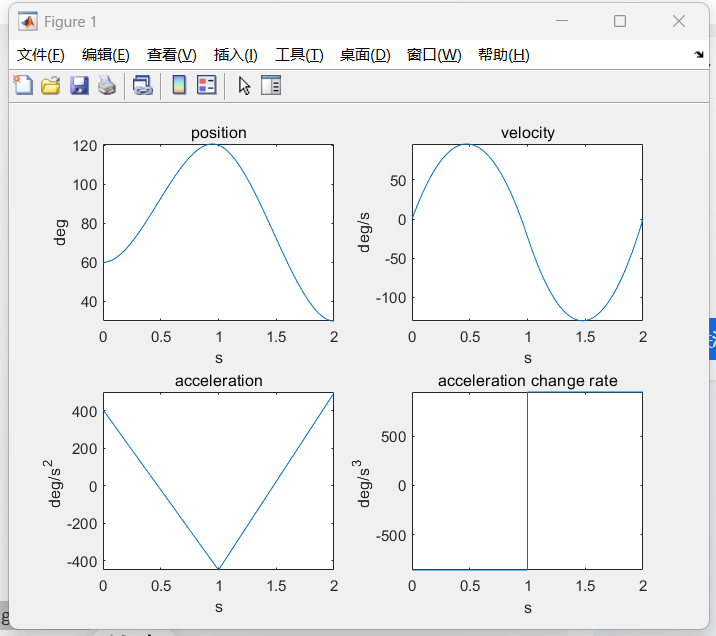 Figure 1
文件(F) 编辑(E) 查看(V) 插入(I) 工具(T) 桌面(D) 窗口(W) 帮助(H)
position
120
100
80
60
40
deg
0 0.5 1 1.5 2
s
velocity
50
0
-50
-100
deg/s
0 0.5 1 1.5 2
s
acceleration
400
200
0
-200
-400
deg/s²
0 0.5 1 1.5 2
s
acceleration change rate
500
0
-500
deg/s³
0 0.5 1 1.5 2
s